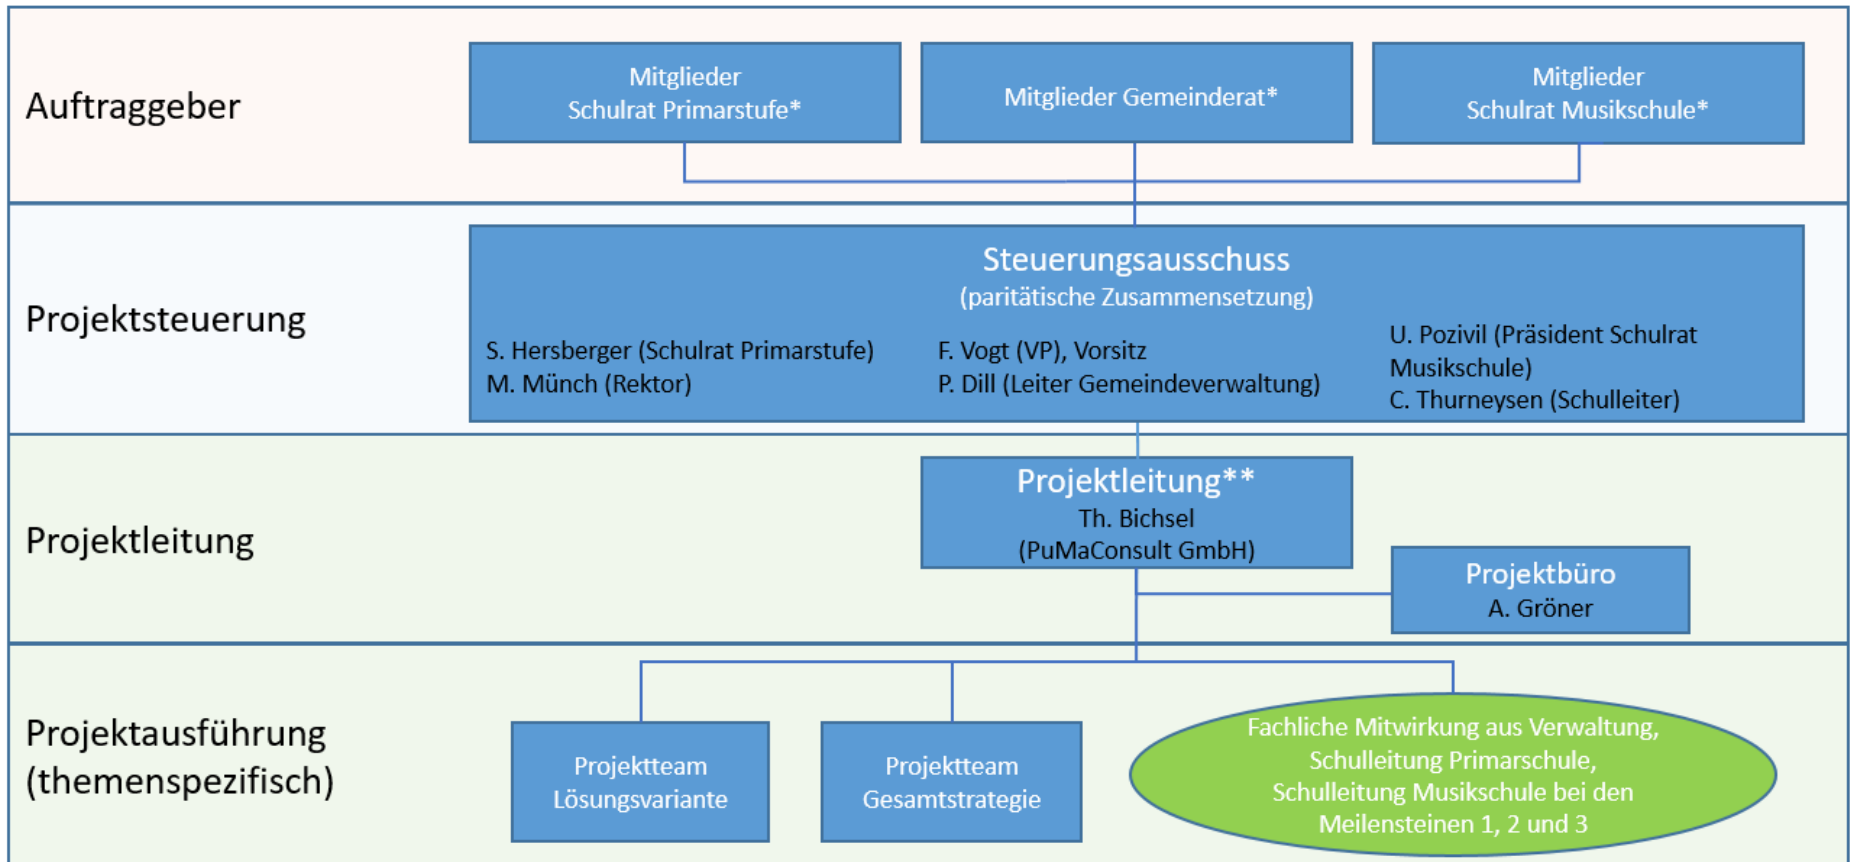 Auftraggeber
Mitglieder
Schulrat Primarstufe*
Mitglieder Gemeinderat*
Mitglieder
Schulrat Musikschule*
Projektsteuerung
Steuerungsausschuss
(paritätische Zusammensetzung)
S. Hersberger (Schulrat Primarstufe)
M. Münch (Rektor)
F. Vogt (VP), Vorsitz
P. Dill (Leiter Gemeindeverwaltung)
U. Pozivil (Präsident Schulrat
Musikschule)
C. Thurneysen (Schulleiter)
Projektleitung
Projektleitung**
Th. Bichsel
(PuMaConsult GmbH)
Projektbüro
A. Gröner
Projektausführung
(themenspezifisch)
Projektteam
Lösungsvariante
Projektteam
Gesamtstrategie
Fachliche Mitwirkung aus Verwaltung,
Schulleitung Primarschule,
Schulleitung Musikschule bei den
Meilensteinen 1, 2 und 3